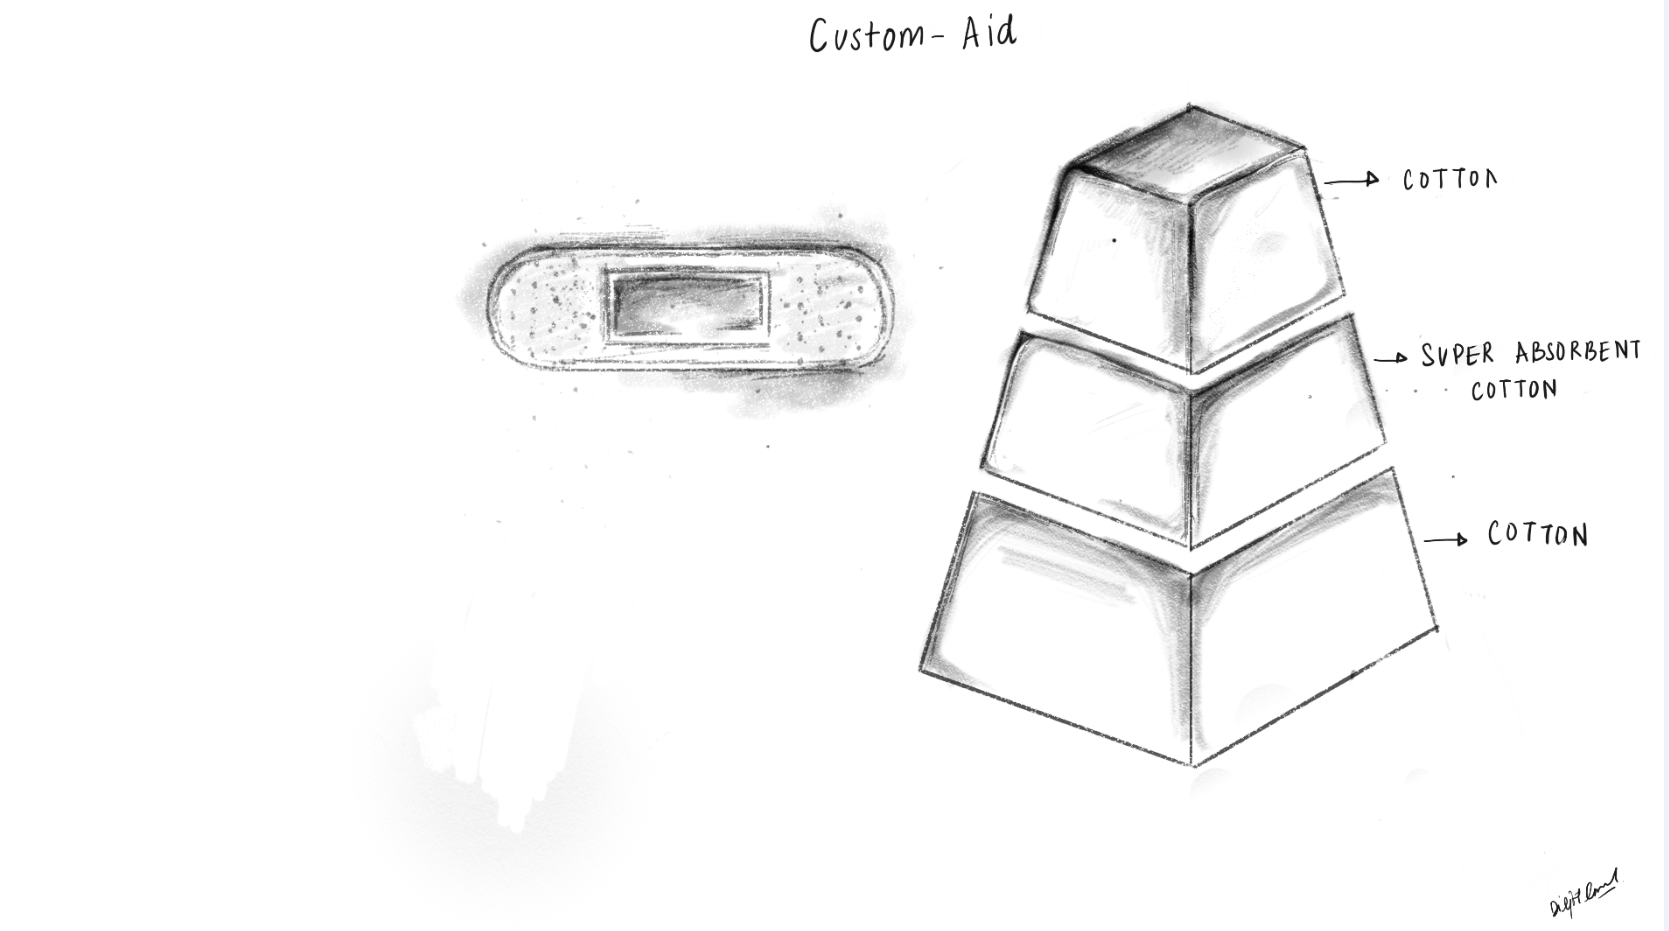 Custom-Aid
COTTON
SUPER ABSORBENT
COTTON
COTTON